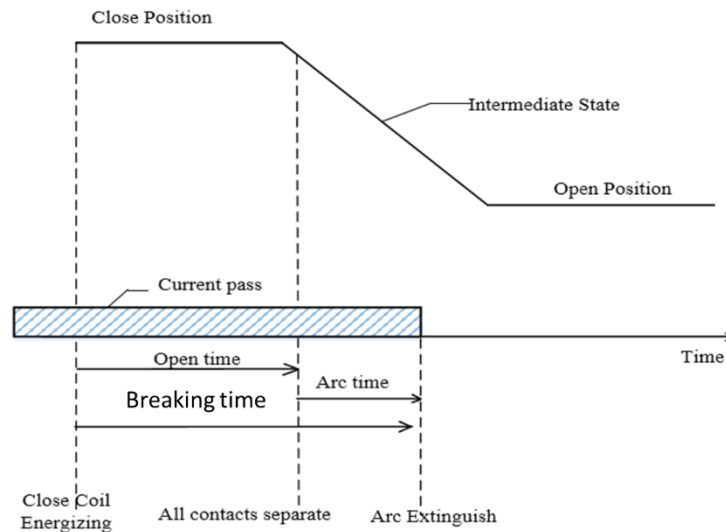 Close Position
Intermediate State
Open Position
Current pass
Time
Open time
Arc time
Breaking time
Close Coil
Energizing
All contacts separate
Arc Extinguish